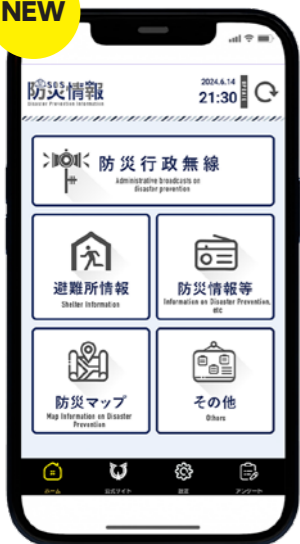 NEW
防災情報
SOS
Disaster Prevention Information
2024.6.14
21:30
防災行政無線
Administrative broadcasts on
disaster prevention
避難所情報
Shelter Information
防災情報等
Information on Disaster Prevention,
etc
防災マップ
Map Information on Disaster
Prevention
その他
Others
ホーム
公式サイト
設定
アンケート